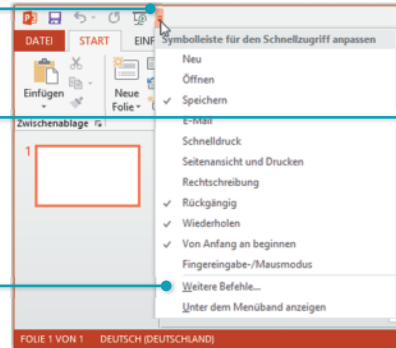 DATEI START EINF
Symbolleiste für den Schnellzugriff anpassen
Neu
Öffnen
Speichern
E-Mail
Schnelldruck
Seitenansicht und Drucken
Rechtschreibung
Rückgängig
Wiederholen
Von Anfang an beginnen
Fingereingabe-/Mausmodus
Weitere Befehle...
Unter dem Menüband anzeigen
Einfügen
Neue
Folie
Zwischenablage
1
FOLIE 1 VON 1 DEUTSCH (DEUTSCHLAND)